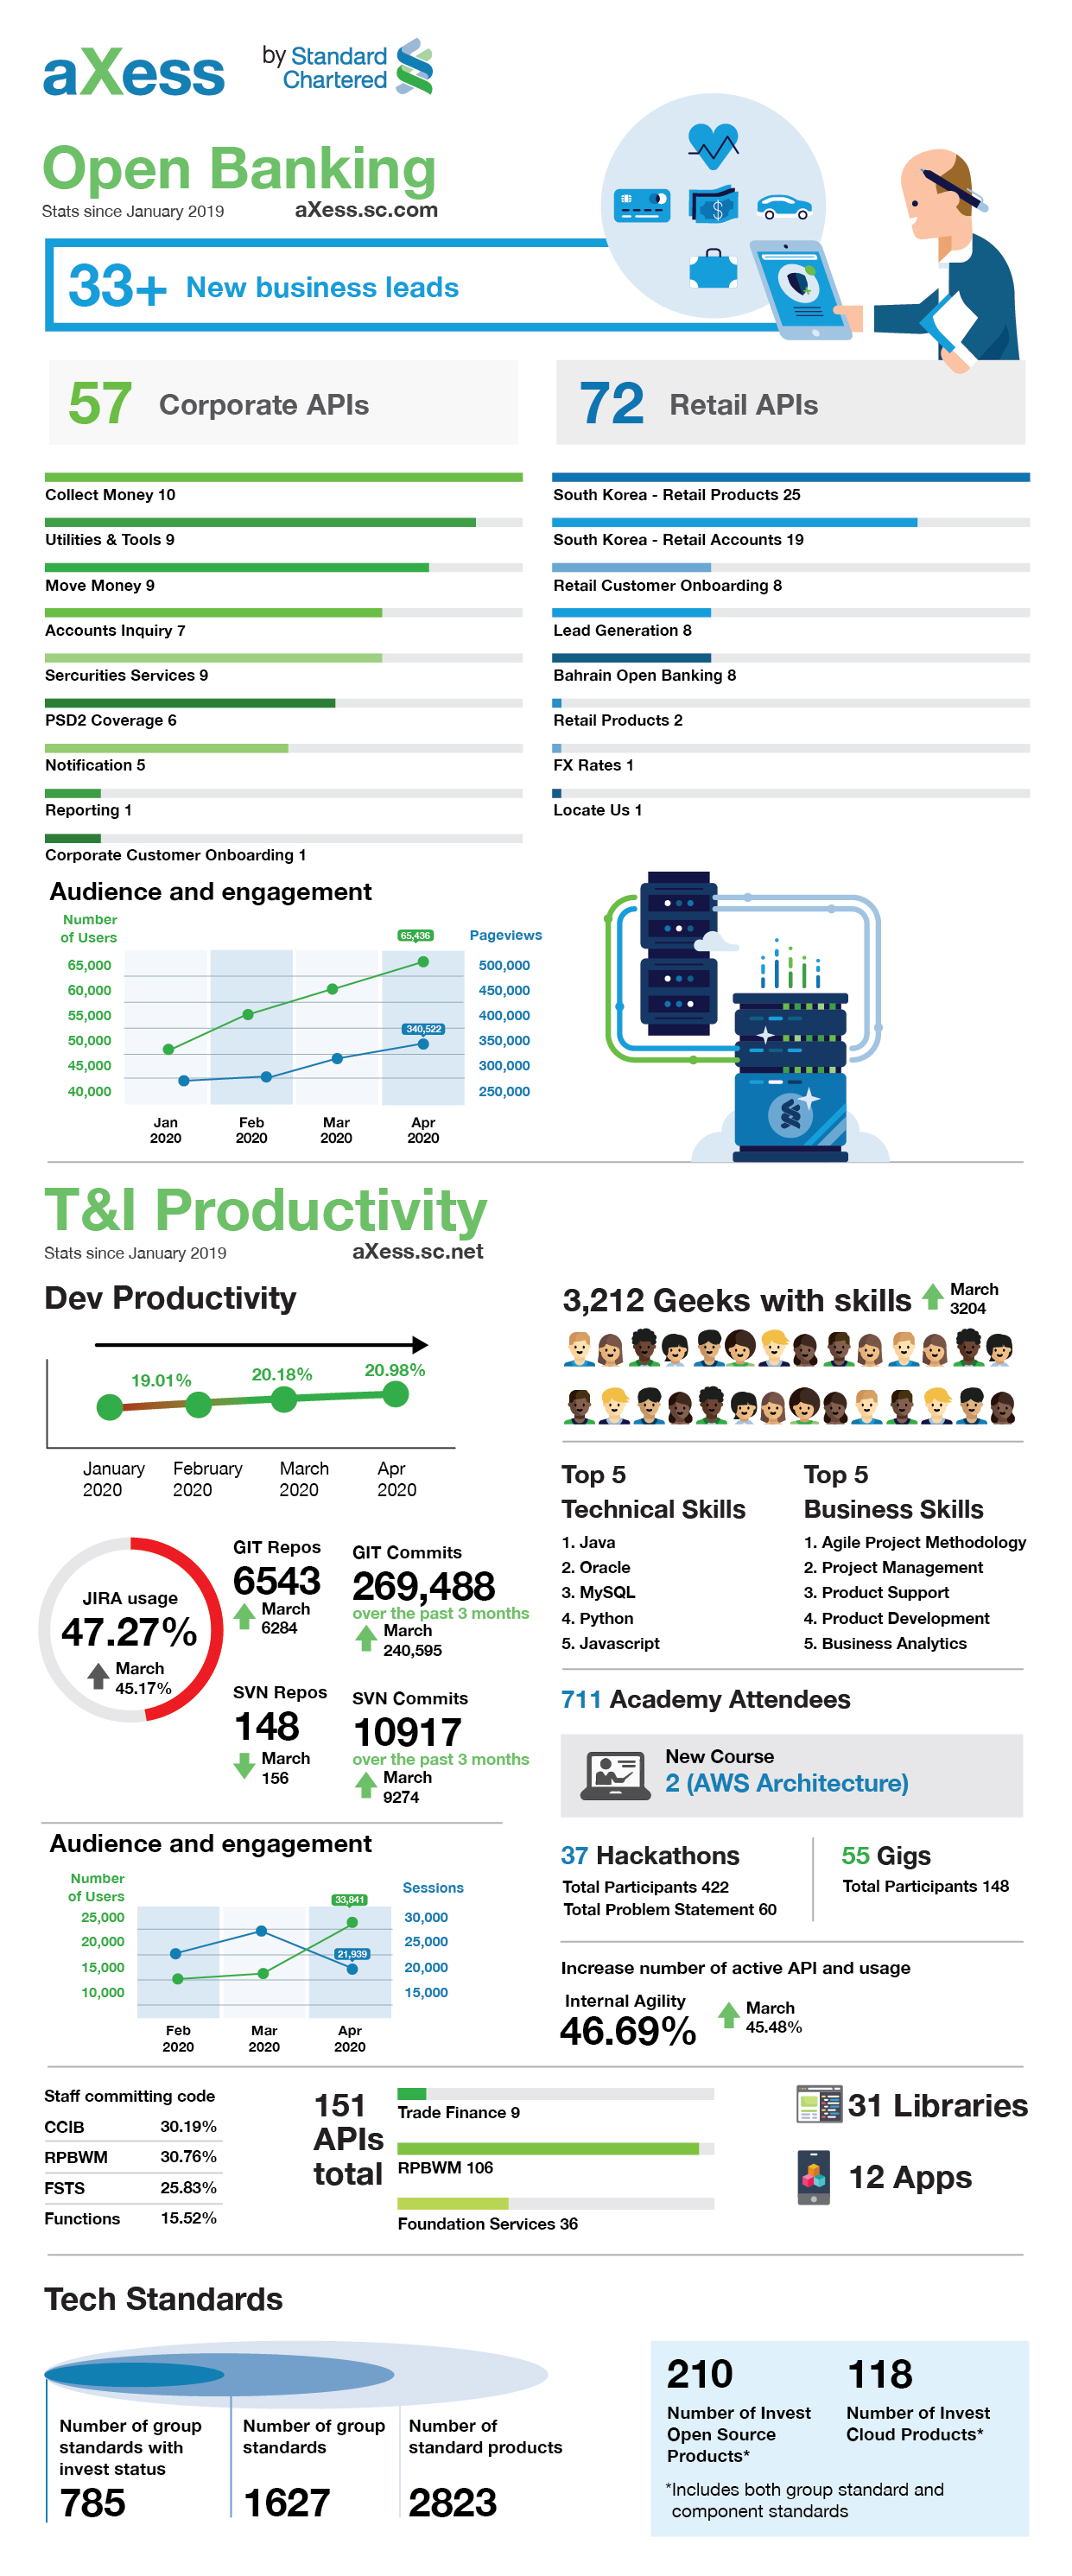 aXess
by Standard
Chartered
Open Banking
Stats since January 2019
aXess.sc.com
33+ New business leads
57 Corporate APIs
72 Retail APIs
Collect Money 10
Utilities & Tools 9
Move Money 9
Accounts Inquiry 7
Sercurities Services 9
PSD2 Coverage 6
Notification 5
Reporting 1
Corporate Customer Onboarding 1
South Korea - Retail Products 25
South Korea - Retail Accounts 19
Retail Customer Onboarding 8
Lead Generation 8
Bahrain Open Banking 8
Retail Products 2
FX Rates 1
Locate Us 1
Audience and engagement
Number
of Users
65,000
60,000
55,000
50,000
45,000
40,000
65,436
340,522
Pageviews
500,000
450,000
400,000
350,000
300,000
250,000
Jan
2020
Feb
2020
Mar
2020
Apr
2020
T&I Productivity
Stats since January 2019
aXess.sc.net
Dev Productivity
19.01%
20.18%
20.98%
January
2020
February
2020
March
2020
Apr
2020
JIRA usage
47.27%
March
45.17%
GIT Repos
6543
March
6284
GIT Commits
269,488
over the past 3 months
March
240,595
SVN Repos
148
March
156
SVN Commits
10917
over the past 3 months
March
9274
3,212 Geeks with skills
March
3204
Top 5
Technical Skills
1. Java
2. Oracle
3. MySQL
4. Python
5. Javascript
Top 5
Business Skills
1. Agile Project Methodology
2. Project Management
3. Product Support
4. Product Development
5. Business Analytics
711 Academy Attendees
New Course
2 (AWS Architecture)
37 Hackathons
Total Participants 422
Total Problem Statement 60
55 Gigs
Total Participants 148
Increase number of active API and usage
Internal Agility
46.69%
March
45.48%
Audience and engagement
Number
of Users
25,000
20,000
15,000
10,000
33,841
21,939
Sessions
30,000
25,000
20,000
15,000
Feb
2020
Mar
2020
Apr
2020
Staff committing code
CCIB 30.19%
RPBWM 30.76%
FSTS 25.83%
Functions 15.52%
151
APIs
total
Trade Finance 9
RPBWM 106
Foundation Services 36
31 Libraries
12 Apps
Tech Standards
Number of group
standards with
invest status
785
Number of group
standards
1627
Number of
standard products
2823
210
Number of Invest
Open Source
Products*
118
Number of Invest
Cloud Products*
*Includes both group standard and
component standards